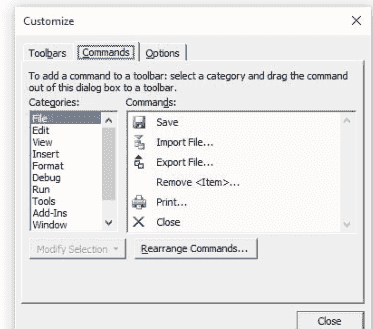 Customize
Toolbars Commands Options
To add a command to a toolbar: select a category and drag the command
out of this dialog box to a toolbar.
Categories: Commands:
File
Edit
View
Insert
Format
Debug
Run
Tools
Add-Ins
Window
Save
Import File...
Export File...
Remove <Item>...
Print...
Close
Modify Selection
Rearrange Commands...
Close